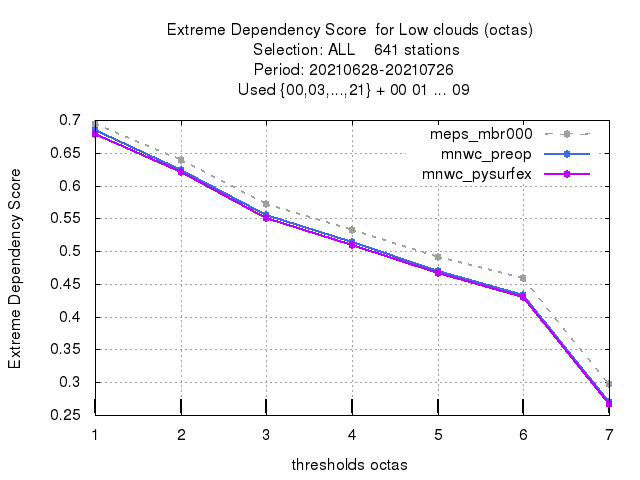 Extreme Dependency Score  for Low clouds (octas)
Selection: ALL    641 stations
Period: 20210628-20210726
Used {00,03,...,21} + 00 01 ... 09
meps_mbr000
mnwc_preop
mnwc_pysurfex
0.7
0.65
0.6
0.55
0.5
0.45
0.4
0.35
0.3
0.25
Extreme Dependency Score
1 2 3 4 5 6 7
thresholds octas